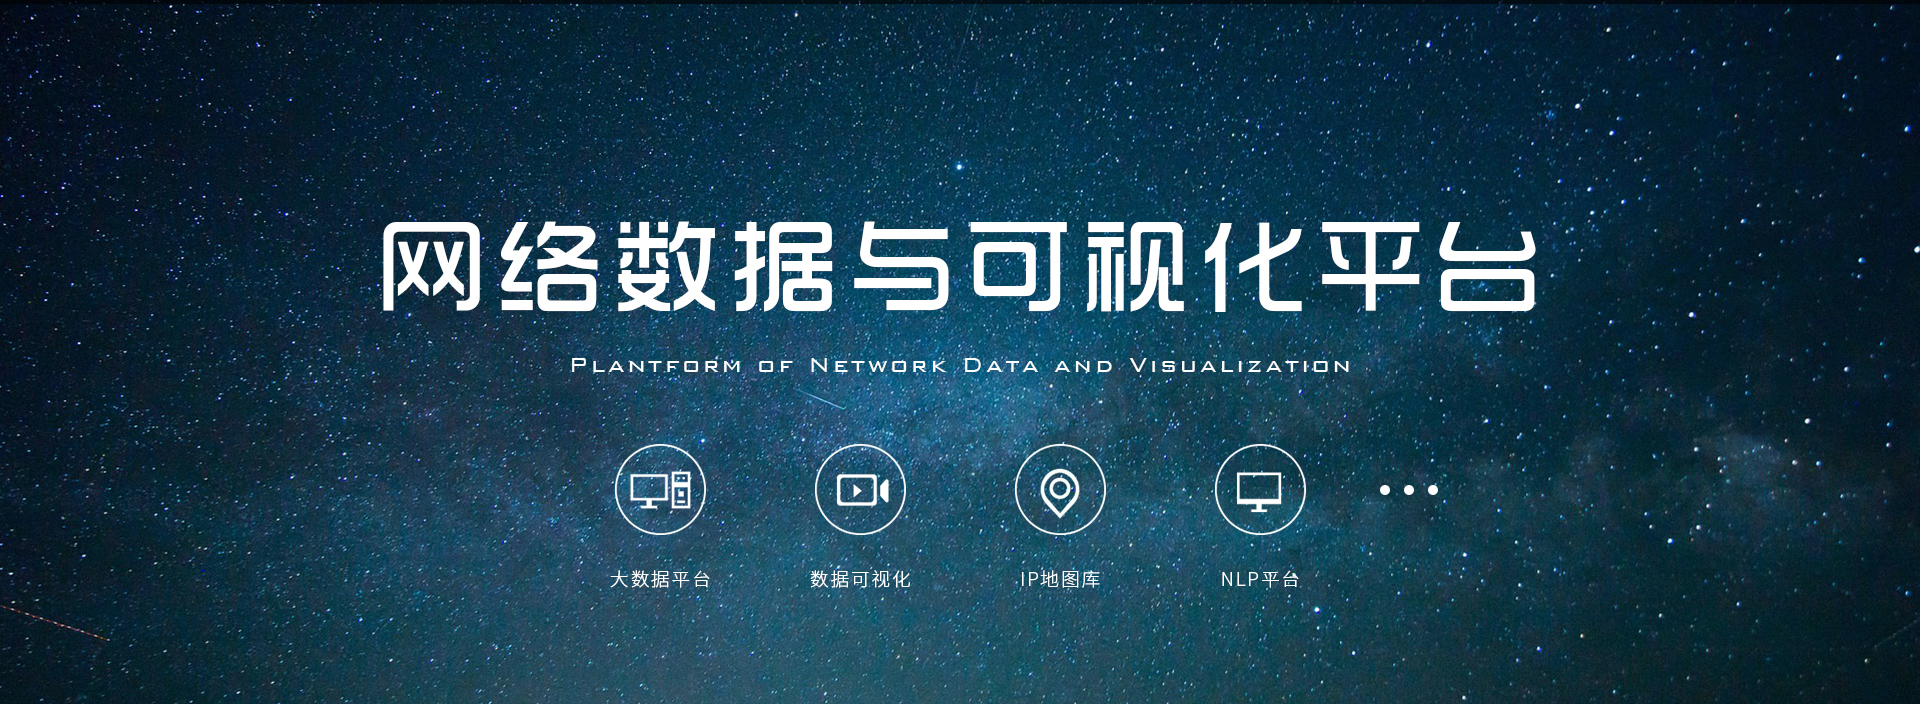 网络数据与可视化平台
Plantform of Network Data and Visualization
大数据平台
数据可视化
IP地图库
NLP平台